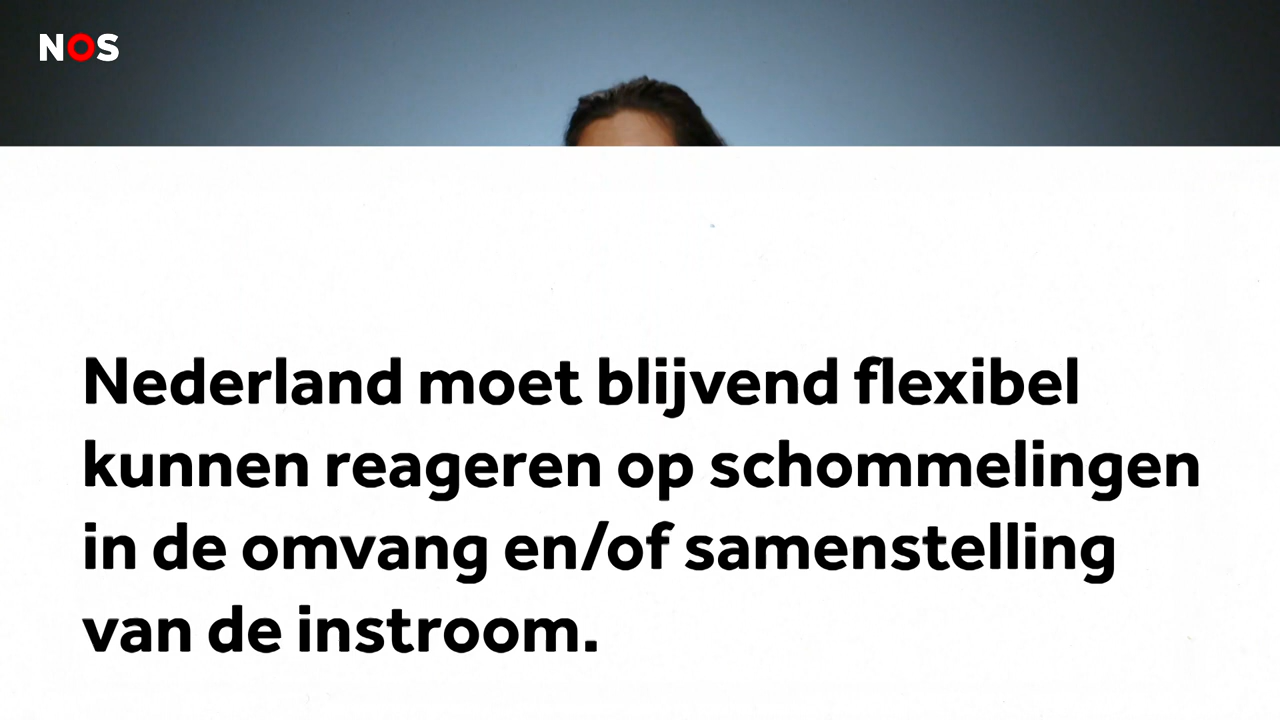 NOS
Nederland moet blijvend flexibel
kunnen reageren op schommelingen
in de omvang en/of samenstelling
van de instroom.